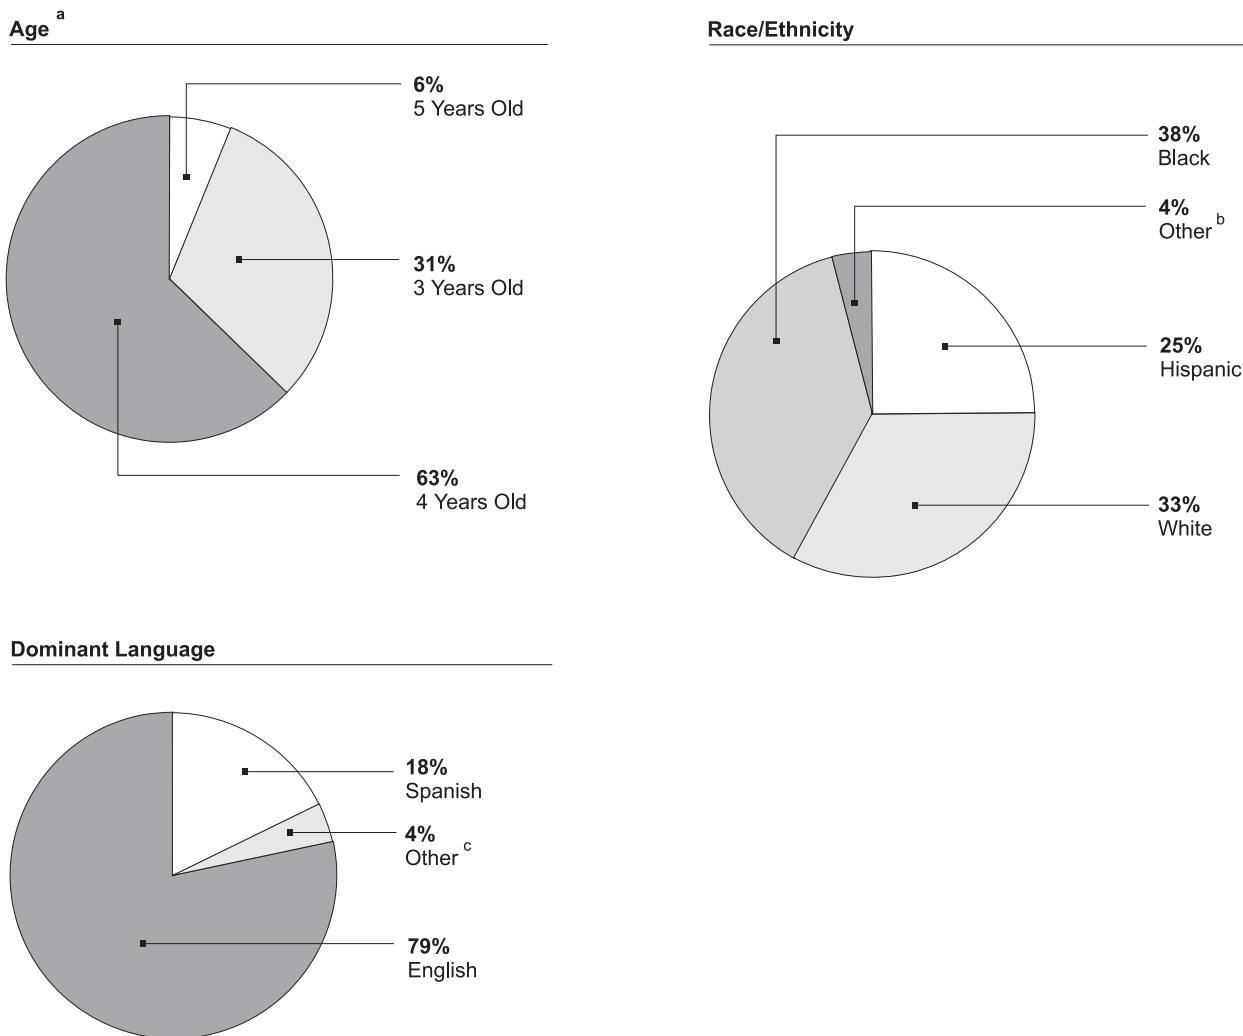 Age a
6%
5 Years Old
31%
3 Years Old
63%
4 Years Old
Race/Ethnicity
38%
Black
4%
Other b
25%
Hispanic
33%
White
Dominant Language
18%
Spanish
4%
Other c
79%
English